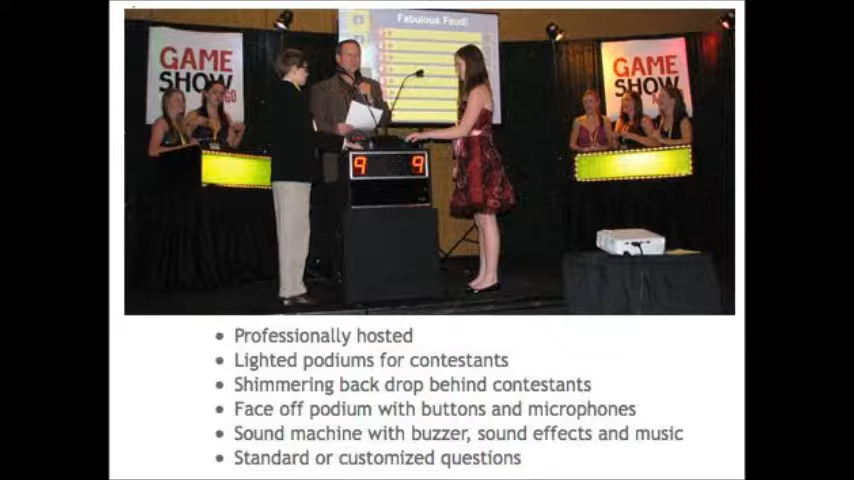 Fabulous Feud!
GAME
SHOW
GO
GAME
SHOW
9 9
Professionally hosted
Lighted podiums for contestants
Shimmering back drop behind contestants
Face off podium with buttons and microphones
Sound machine with buzzer, sound effects and music
Standard or customized questions